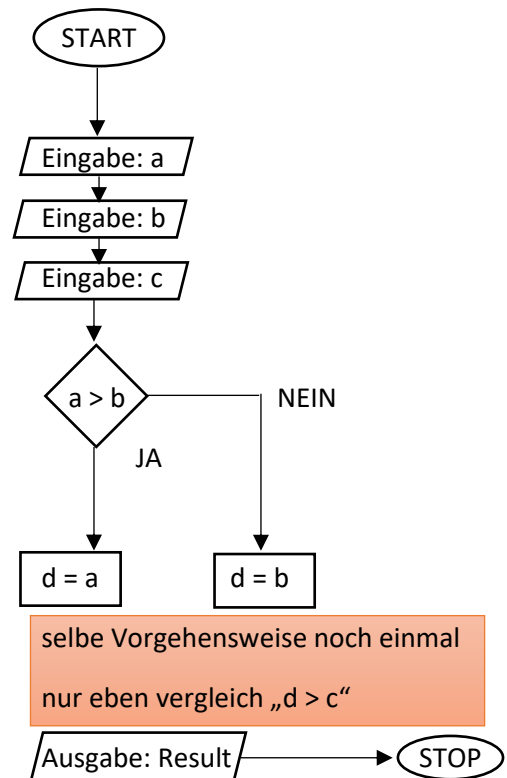 START
Eingabe: a
Eingabe: b
Eingabe: c
a > b
NEIN
JA
d = a
d = b
selbe Vorgehensweise noch einmal
nur eben vergleich „d > c“
Ausgabe: Result
STOP